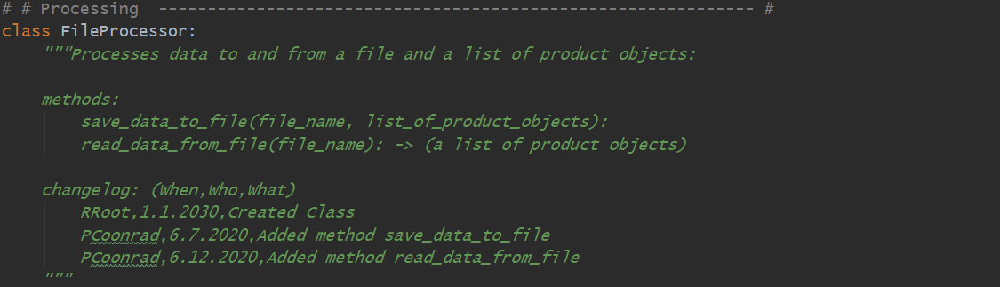 # # Processing  ------------------------------------------------------------- #
class FileProcessor:
    """Processes data to and from a file and a list of product objects:

    methods:
        save_data_to_file(file_name, list_of_product_objects):
        read_data_from_file(file_name): -> (a list of product objects)

    changelog: (When,Who,What)
        RRoot,1.1.2030,Created Class
        PCoonrad,6.7.2020,Added method save_data_to_file
        PCoonrad,6.12.2020,Added method read_data_from_file
    """